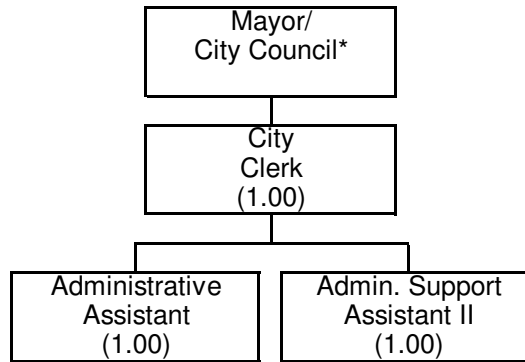 Mayor/
City Council*
City
Clerk
(1.00)
Administrative
Assistant
(1.00)
Admin. Support
Assistant II
(1.00)